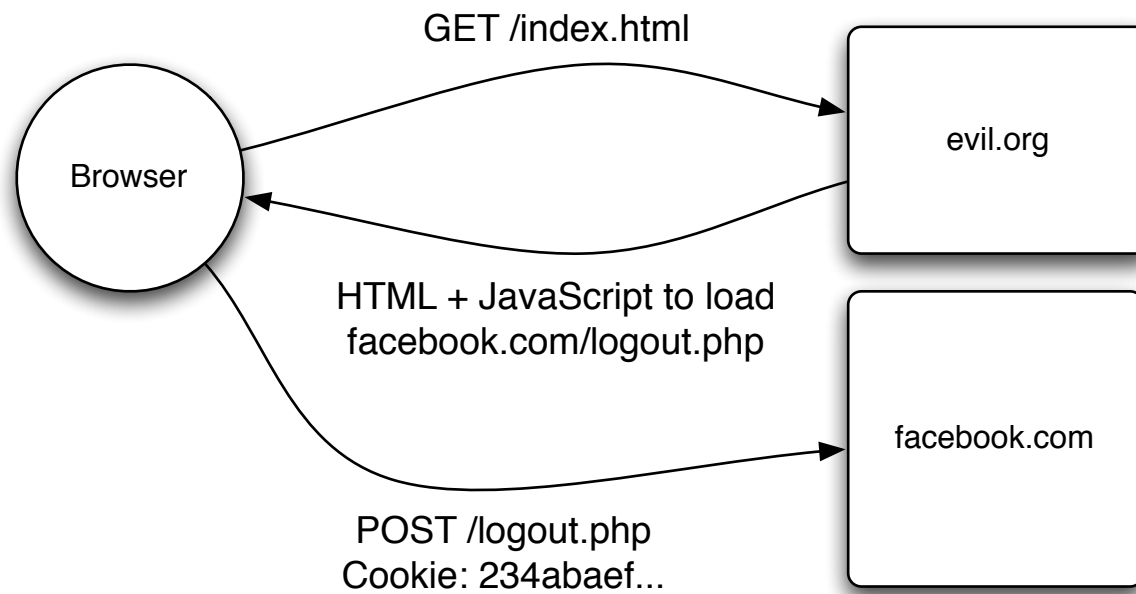 GET /index.html
Browser
evil.org
HTML + JavaScript to load
facebook.com/logout.php
facebook.com
POST /logout.php
Cookie: 234abaef...